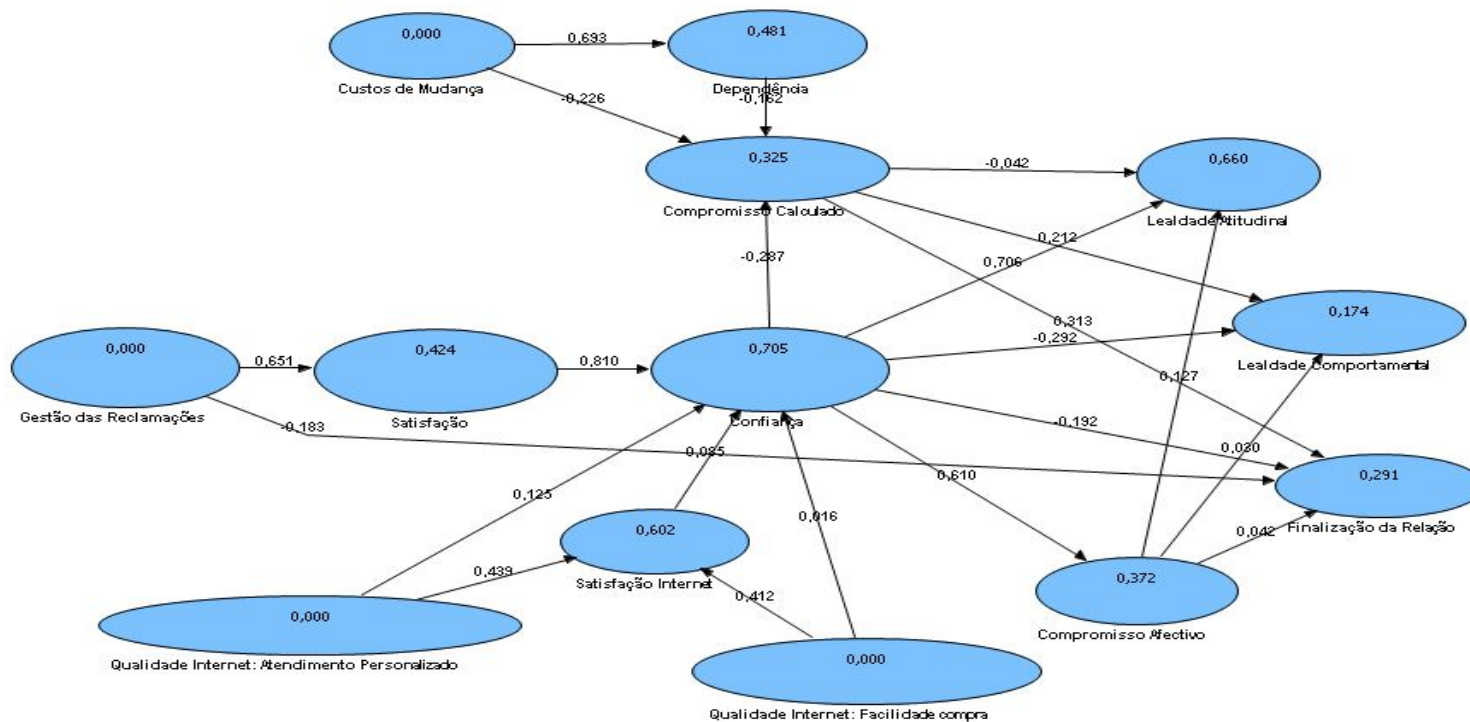 0,000
0,693
0,481
Custos de Mudança
Dependência
-0,226
-0,162
0,325
-0,042
0,660
Compromisso Calculado
Lealdade Atitudinal
0,212
-0,287
0,706
0,313
0,174
0,000
0,651
0,424
0,810
0,705
-0,292
Lealdade Comportamental
Gestão das Reclamações
Satisfação
Confiança
0,127
-0,183
-0,192
0,085
0,030
0,610
0,291
0,125
0,016
Finalização da Relação
0,602
0,042
0,439
Satisfação Internet
0,372
0,412
0,000
Compromisso Afectivo
Qualidade Internet: Atendimento Personalizado
0,000
Qualidade Internet: Facilidade compra